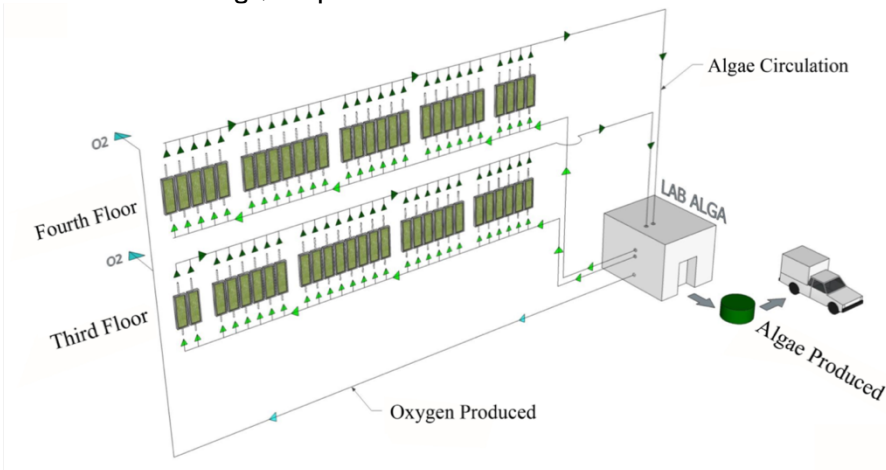 Algae Circulation
O2
Fourth Floor
LAB ALGA
O2
Third Floor
Algae Produced
Oxygen Produced